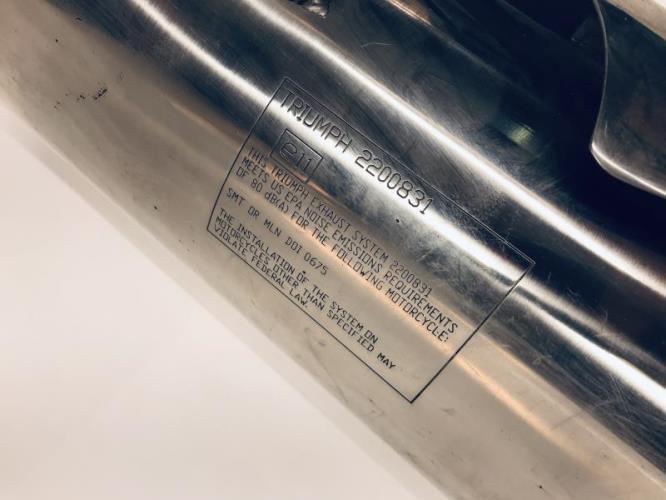 TRIUMPH 2200831
e11
THIS TRIUMPH EXHAUST SYSTEM 2200831
MEETS US EPA NOISE EMISSIONS REQUIREMENTS
OF 80 dB(A) FOR THE FOLLOWING MOTORCYCLE:
SMT OR MLN DOI 0675
THE INSTALLATION OF THE SYSTEM ON
MOTORCYCLES OTHER THAN SPECIFIED MAY
VIOLATE FEDERAL LAW.